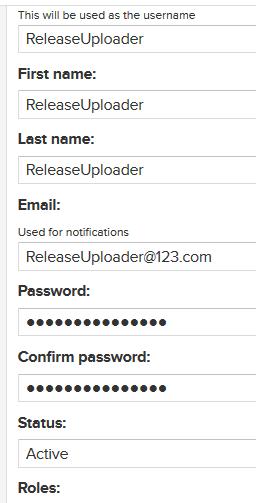 This will be used as the username
ReleaseUploader
First name:
ReleaseUploader
Last name:
ReleaseUploader
Email:
Used for notifications
ReleaseUploader@123.com
Password:
●●●●●●●●●●●●●●●
Confirm password:
●●●●●●●●●●●●●●●
Status:
Active
Roles: